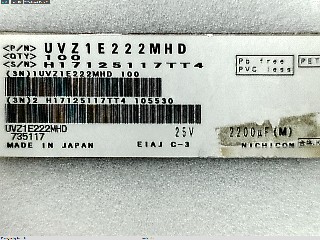 <P/N> UVZ1E222MHD
<QTY> 100
<S/N> H17125117TT4
Pb free
PVC less
PET
(3N)1UVZ1E222MHD 100
(3N)2 H17125117TT4 105530
UVZ1E222MHD 25V 2200µF(M)
735117
MADE IN JAPAN EIAJ C-3 NICHICON